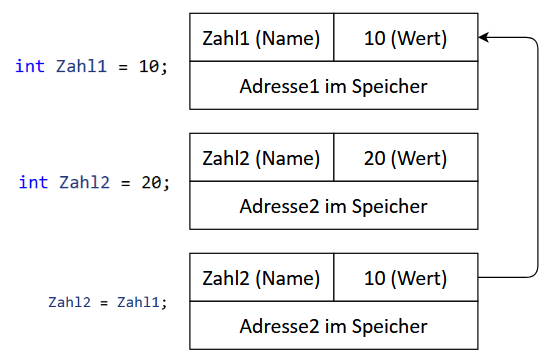 Zahl1 (Name) 10 (Wert)
int Zahl1 = 10;
Adresse1 im Speicher
Zahl2 (Name) 20 (Wert)
int Zahl2 = 20;
Adresse2 im Speicher
Zahl2 (Name) 10 (Wert)
Zahl2 = Zahl1;
Adresse2 im Speicher